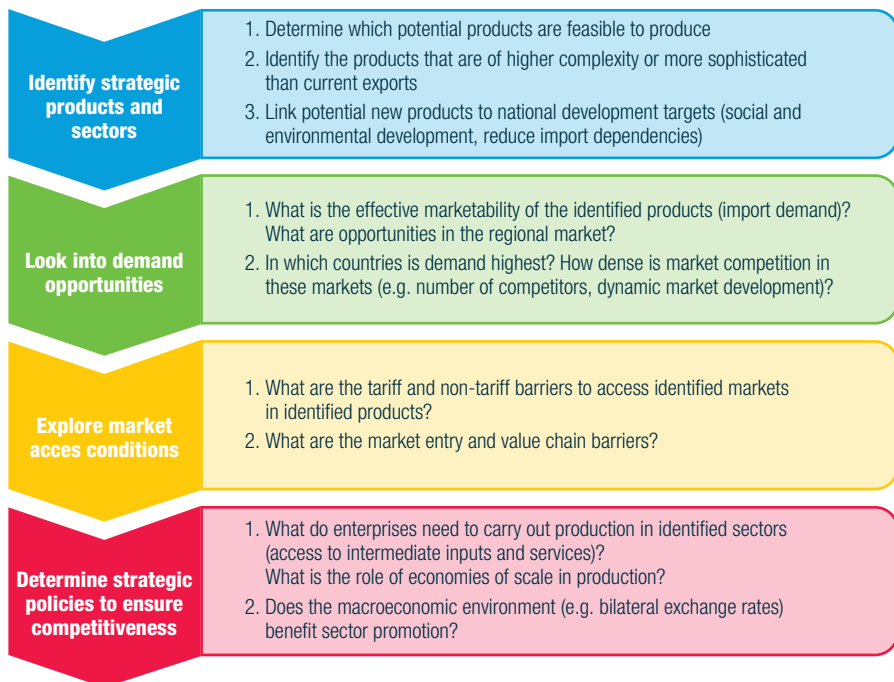 Identify strategic
products and
sectors
1. Determine which potential products are feasible to produce
2. Identify the products that are of higher complexity or more sophisticated
than current exports
3. Link potential new products to national development targets (social and
environmental development, reduce import dependencies)
Look into demand
opportunities
1. What is the effective marketability of the identified products (import demand)?
What are opportunities in the regional market?
2. In which countries is demand highest? How dense is market competition in
these markets (e.g. number of competitors, dynamic market development)?
Explore market
acces conditions
1. What are the tariff and non-tariff barriers to access identified markets
in identified products?
2. What are the market entry and value chain barriers?
Determine strategic
policies to ensure
competitiveness
1. What do enterprises need to carry out production in identified sectors
(access to intermediate inputs and services)?
What is the role of economies of scale in production?
2. Does the macroeconomic environment (e.g. bilateral exchange rates)
benefit sector promotion?